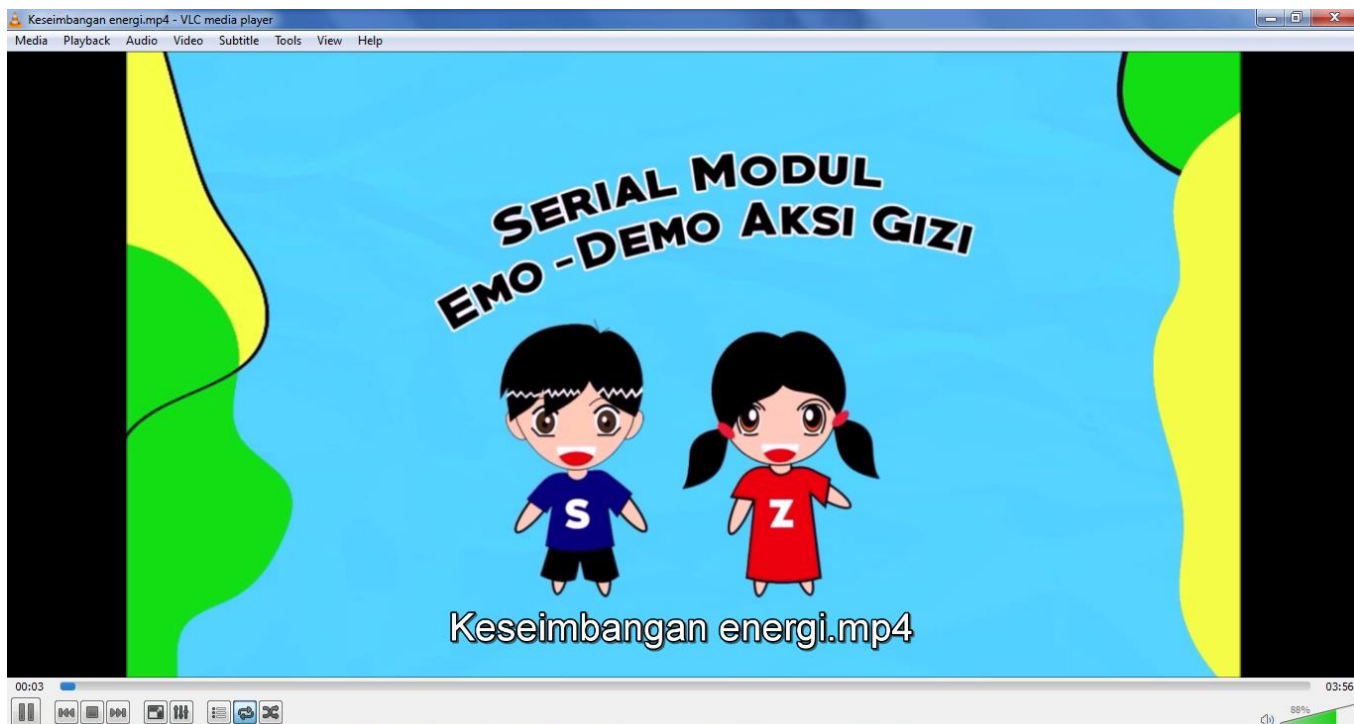 Keseimbangan energi.mp4 - VLC media player
Media Playback Audio Video Subtitle Tools View Help
SERIAL MODUL
EMO -DEMO AKSI GIZI
S Z
Keseimbangan energi.mp4
00:03 03:56
88%